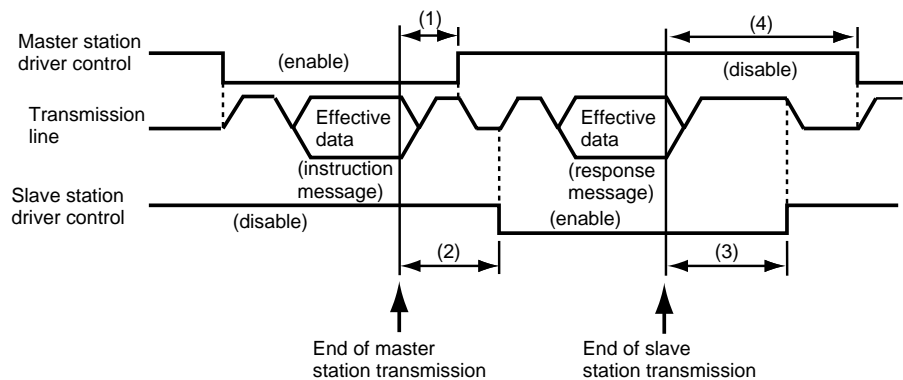 (1)
(4)
Master station
driver control
(enable)
(disable)
Transmission
line
Effective
data
Effective
data
(instruction
message)
(response
message)
Slave station
driver control
(disable)
(enable)
(2)
(3)
End of master
station transmission
End of slave
station transmission